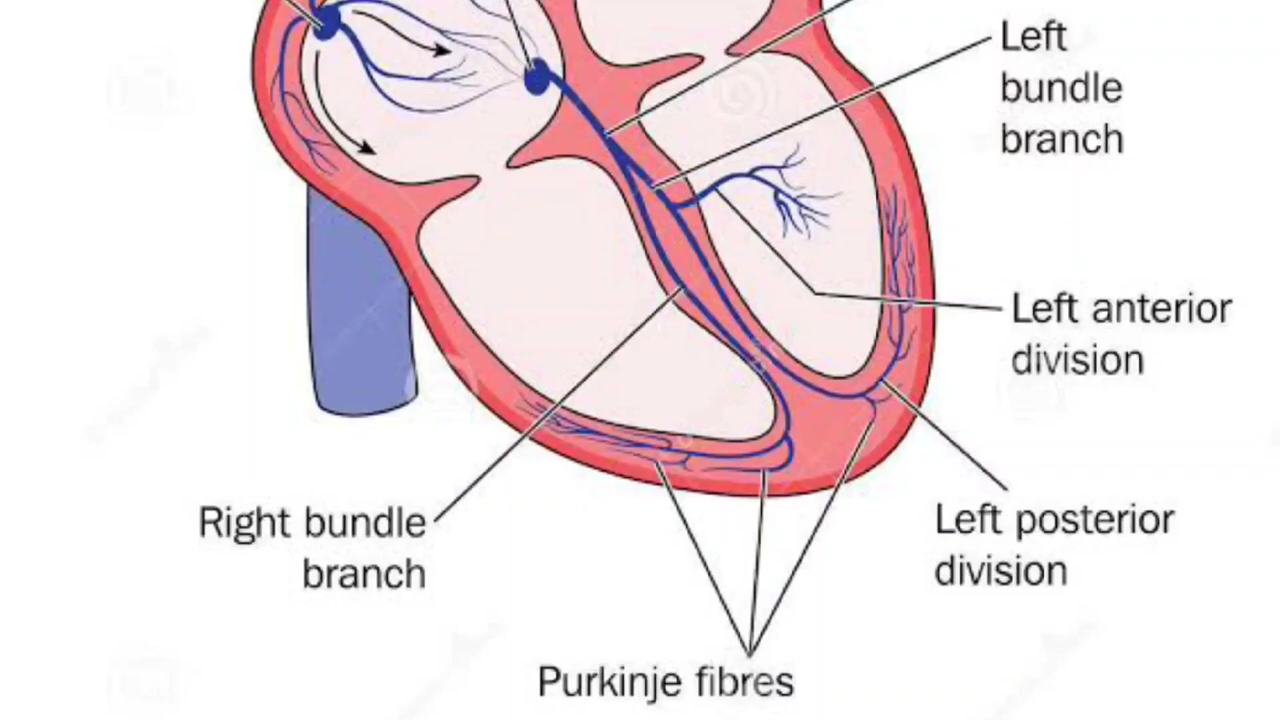 Left
bundle
branch
Left anterior
division
Right bundle
branch
Left posterior
division
Purkinje fibres